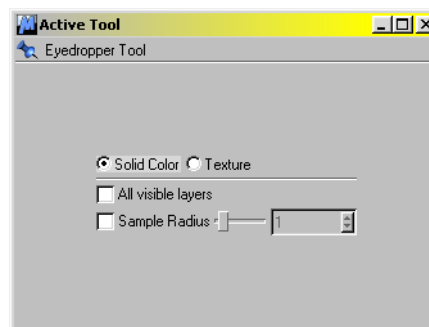 Active Tool
Eyedropper Tool
Solid Color Texture
All visible layers
Sample Radius 1